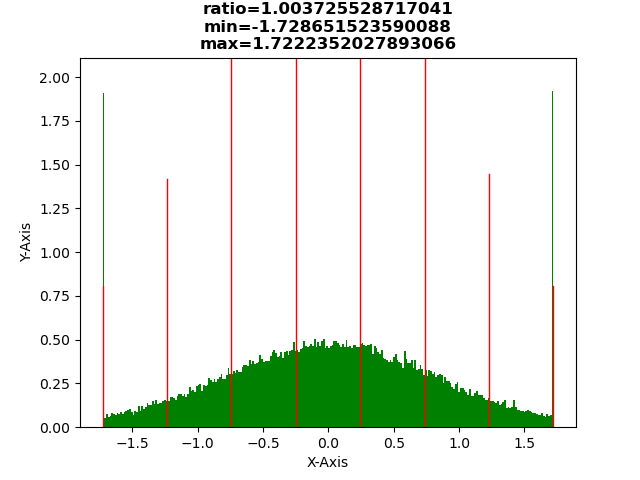 ratio=1.003725528717041
min=-1.728651523590088
max=1.7222352027893066
2.00
1.75
1.50
1.25
1.00
0.75
0.50
0.25
0.00
Y-Axis
−1.5 −1.0 −0.5 0.0 0.5 1.0 1.5
X-Axis